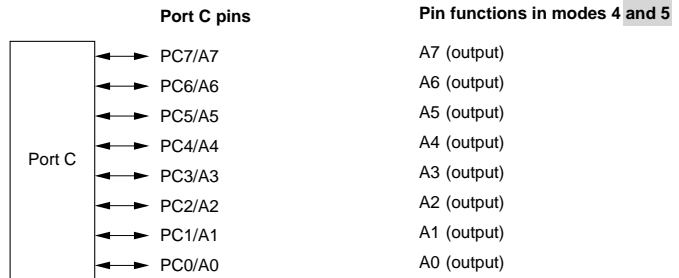 Port C pins Pin functions in modes 4 and 5
PC7/A7 A7 (output)
PC6/A6 A6 (output)
PC5/A5 A5 (output)
PC4/A4 A4 (output)
Port C
PC3/A3 A3 (output)
PC2/A2 A2 (output)
PC1/A1 A1 (output)
PC0/A0 A0 (output)